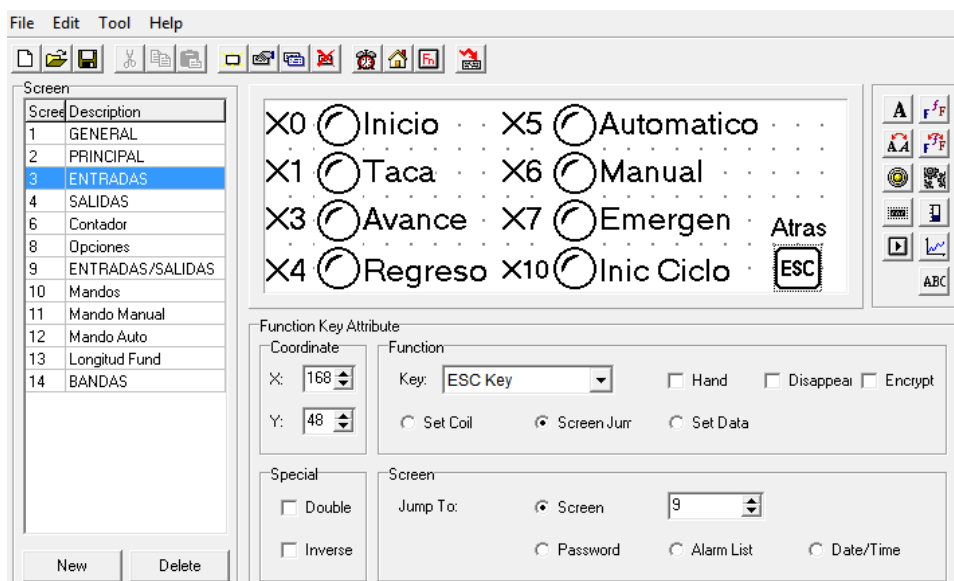 File Edit Tool Help
Screen
Scree Description
1 GENERAL
2 PRINCIPAL
3 ENTRADAS
4 SALIDAS
6 Contador
8 Opciones
9 ENTRADAS/SALIDAS
10 Mandos
11 Mando Manual
12 Mando Auto
13 Longitud Fund
14 BANDAS
New Delete
X0 Inicio X5 Automatico
X1 Taca X6 Manual
X3 Avance X7 Emergen
Atras
X4 Regreso X10 Inic Ciclo ESC
Function Key Attribute
Coordinate
X: 168
Y: 48
Function
Key: ESC Key Hand Disappear Encrypt
Set Coil Screen Jum Set Data
Special
Double
Inverse
Screen
Jump To: Screen 9
Password Alarm List Date/Time
A F f F
A A F F
ABC